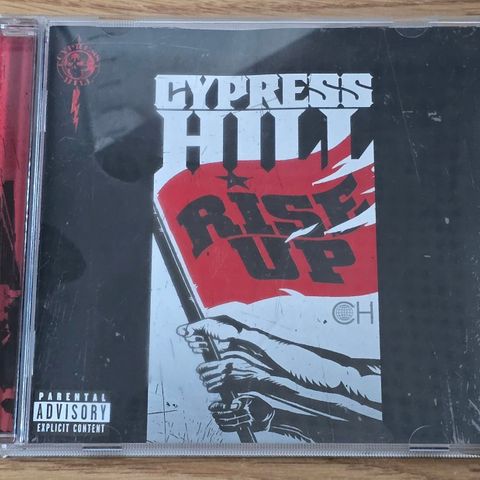 CYPRESS
HILL
RISE
UP
CH
PARENTAL
ADVISORY
EXPLICIT CONTENT